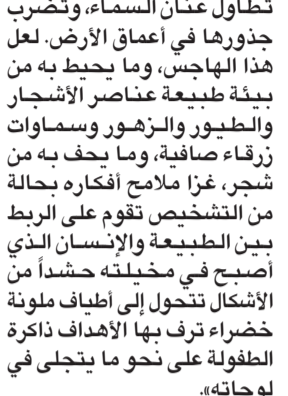 تطاول عنان السماء، وتضرب
جذورها في أعماق الأرض. لعل
هذا الهاجس، وما يحيط به من
بيئة طبيعة عناصر الأشجار
والطيور والزهور وسماوات
زرقاء صافية، وما يحف به من
شجر، غزا ملامح أفكاره بحالة
من التشخيص تقوم على الربط
بين الطبيعة والإنسان الذي
أصبح في مخيلته حشداً من
الأشكال تتحول إلى أطياف ملونة
خضراء ترف بها الأهداف ذاكرة
الطفولة على نحو ما يتجلى في
لوحاته».